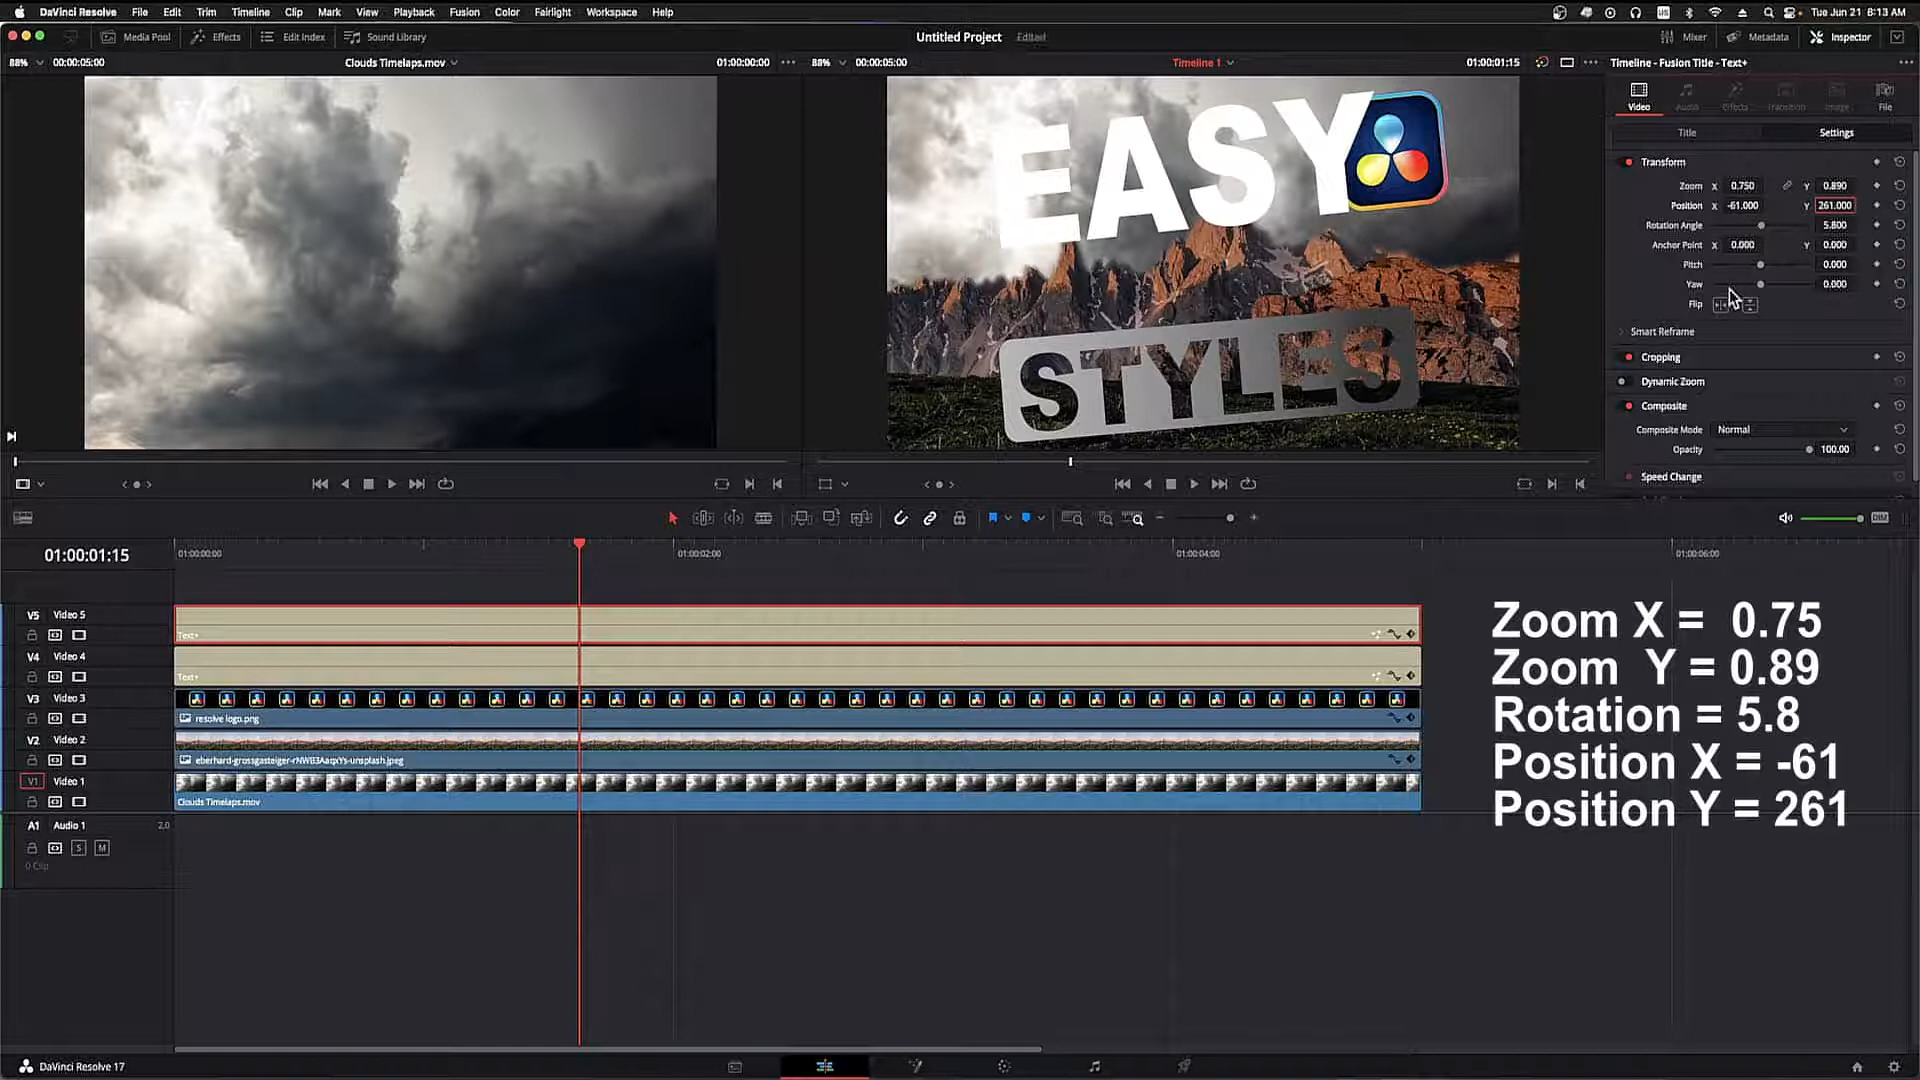 DaVinci Resolve File Edit Trim Timeline Clip Mark View Playback Fusion Color Fairlight Workspace Help Tue Jun 21 8:13 AM
Media Pool Effects Edit Index Sound Library Untitled Project Edited Mixer Metadata Inspector
88% 00:00:05:00 Clouds Timelaps.mov 01:00:00:00 88% 00:00:05:00 Timeline 1 01:00:01:15 Timeline - Fusion Title - Text+
Video Audio Effects Transition Image File
Title Settings
Transform
Zoom X 0.750 Y 0.890
Position X -61.000 Y 261.000
Rotation Angle 5.800
Anchor Point X 0.000 Y 0.000
Pitch 0.000
Yaw 0.000
Flip
Smart Reframe
Cropping
Dynamic Zoom
Composite
Composite Mode Normal
Opacity 100.00
Speed Change
EASY
STYLES
DIM
01:00:01:15 01:00:00:00 01:00:02:00 01:00:04:00 01:00:06:00
V5 Video 5
Text+
V4 Video 4
Text+
V3 Video 3
resolve logo.png
V2 Video 2
V1 Video 1
Clouds Timelaps.mov
A1 Audio 1 2.0
S M
0 Clip
Zoom X = 0.75
Zoom Y = 0.89
Rotation = 5.8
Position X = -61
Position Y = 261
DaVinci Resolve 17